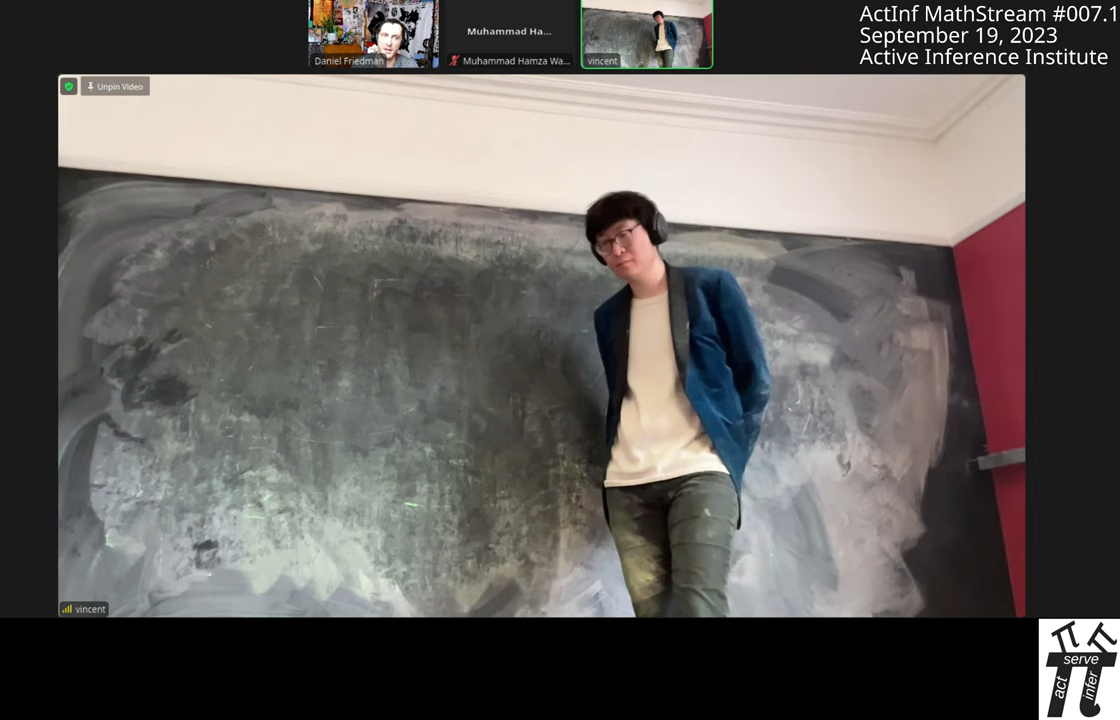 ActInf MathStream #007.1
September 19, 2023
Active Inference Institute
Daniel Friedman
Muhammad Ha...
Muhammad Hamza Wa...
vincent
Unpin Video
vincent
π π
serve
act
infer